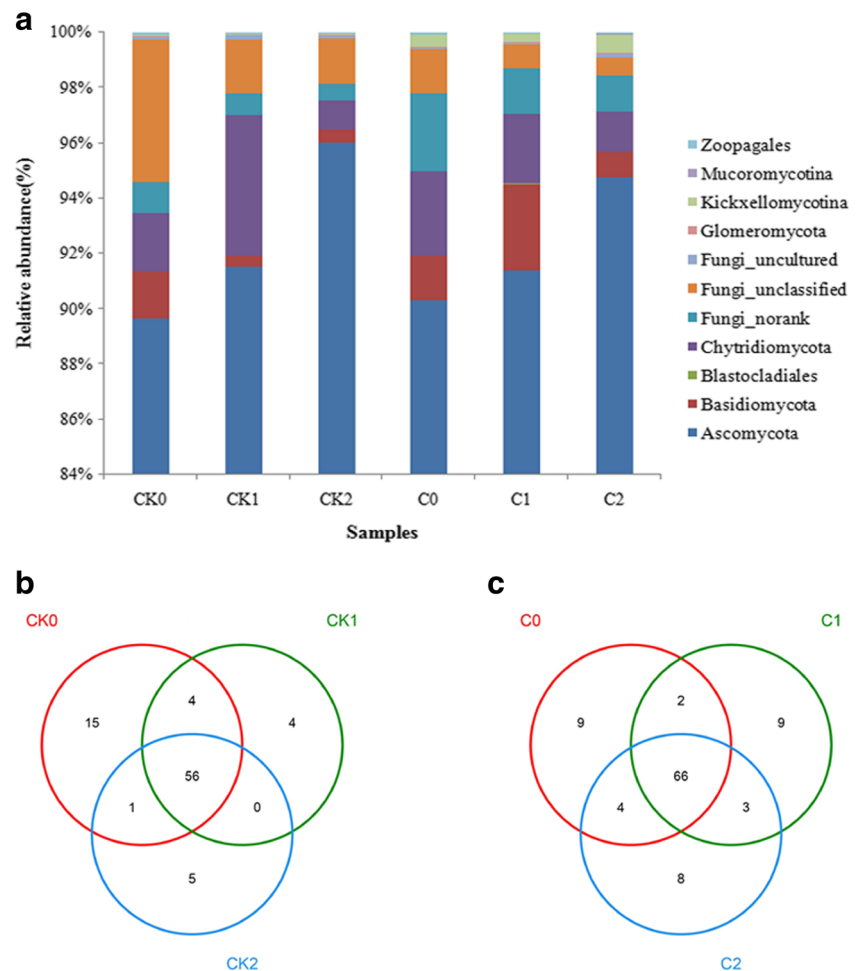 a
100%
98%
96%
94%
92%
90%
88%
86%
84%
Relative abundance(%)
CK0 CK1 CK2 C0 C1 C2
Samples
Zoopagales
Mucoromycotina
Kickxellomycotina
Glomeromycota
Fungi_uncultured
Fungi_unclassified
Fungi_norank
Chytridiomycota
Blastocladiales
Basidiomycota
Ascomycota
b
CK0
CK1
4
15
4
56
1
0
5
CK2
c
C0
C1
2
9
9
66
4
3
8
C2